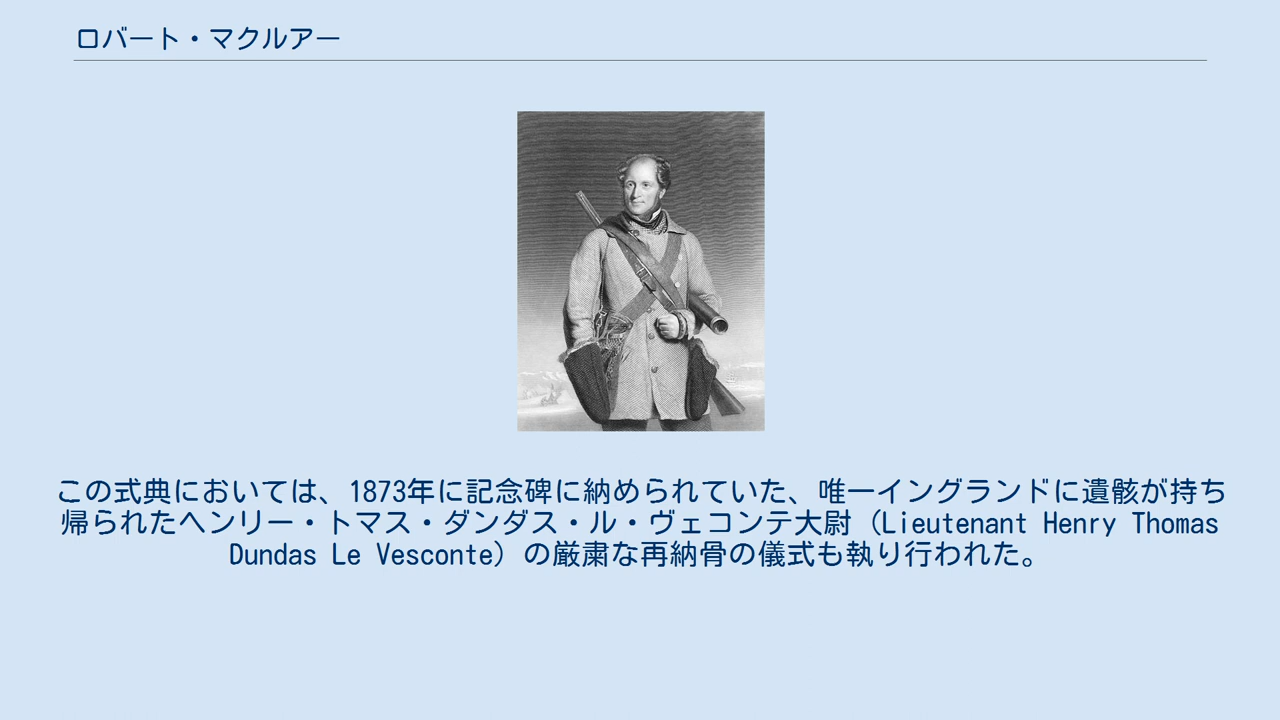 ロバート・マクルアー
この式典においては、1873年に記念碑に納められていた、唯一イングランドに遺骸が持ち
帰られたヘンリー・トマス・ダンダス・ル・ヴェコンテ大尉（Lieutenant Henry Thomas
Dundas Le Vesconte）の厳粛な再納骨の儀式も執り行われた。